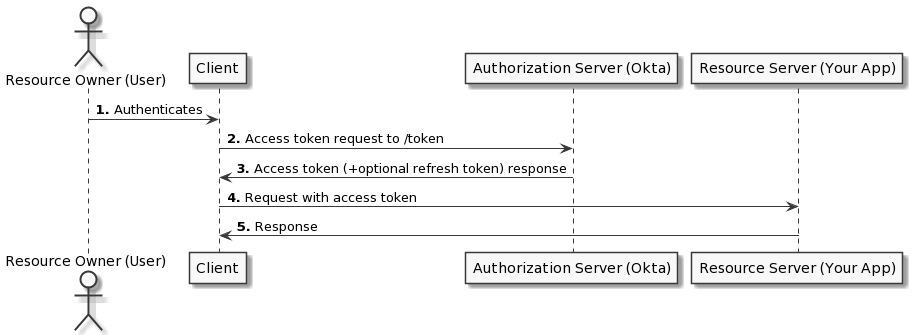 Resource Owner (User)
Client
Authorization Server (Okta)
Resource Server (Your App)
1. Authenticates
2. Access token request to /token
3. Access token (+optional refresh token) response
4. Request with access token
5. Response
Resource Owner (User)
Client
Authorization Server (Okta)
Resource Server (Your App)